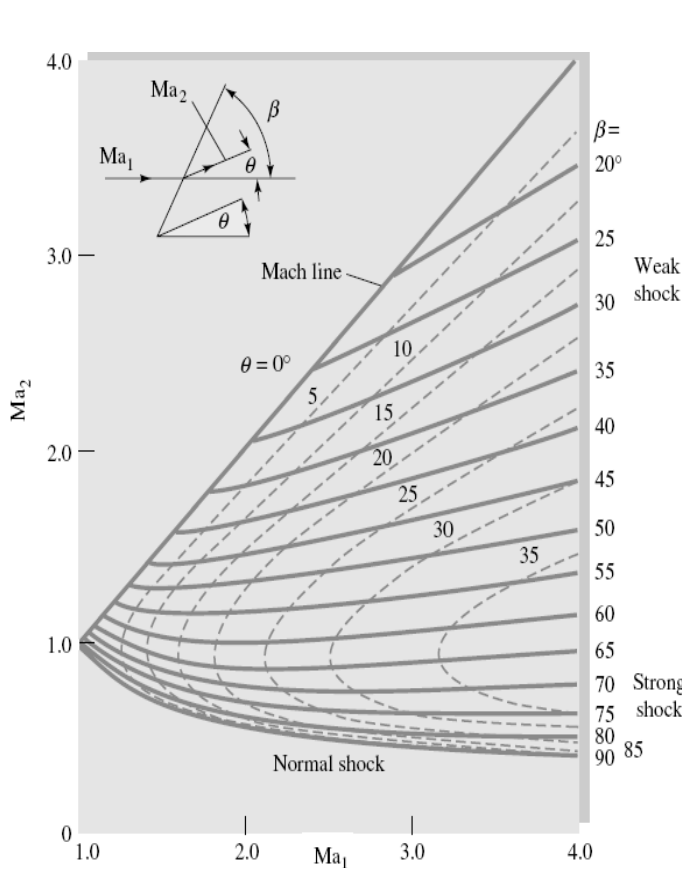 4.0
Ma₂
β
Ma₁
θ
θ
β=
20°
3.0
25
Mach line
Weak
shock
30
θ = 0°
10
35
5
15
Ma₂
40
2.0
20
45
25
30
50
35
55
60
1.0
65
70
Strong
shock
75
80
85
90
Normal shock
0
1.0
2.0
3.0
4.0
Ma₁